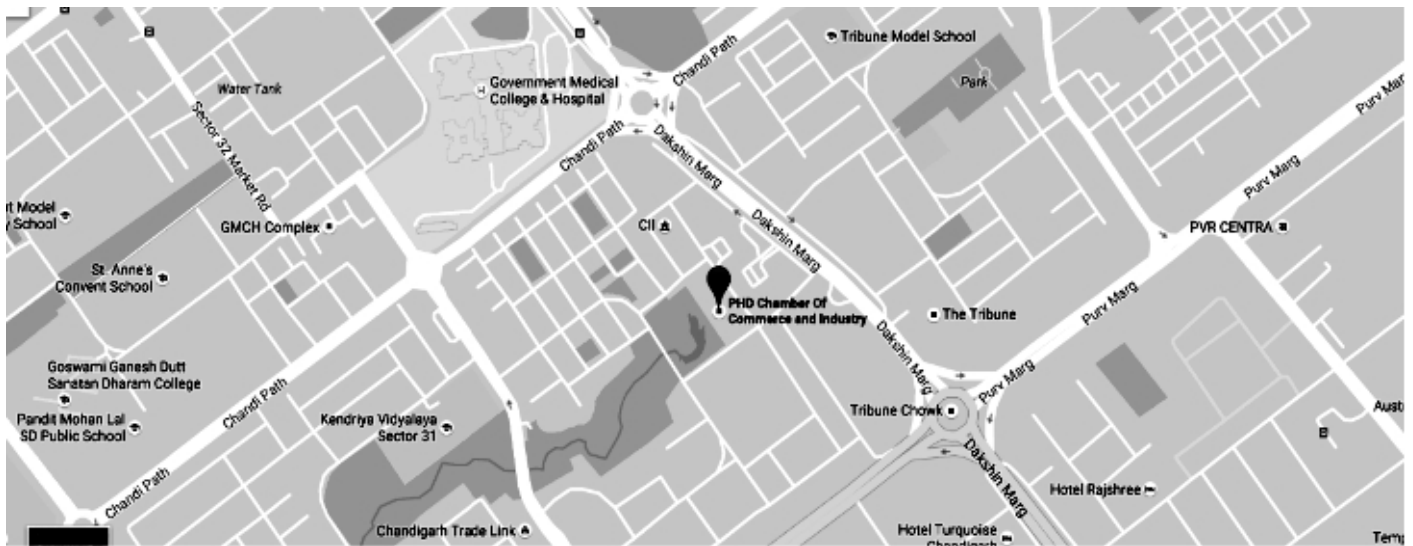 Tribune Model School
Chandi Path
Government Medical
College & Hospital
Park
Water Tank
Purv Mar
Sector 32 Market Rd
Chandi Path
Dakshin Marg
Purv Marg
t Model
School
GMCH Complex
CII
Dakshin Marg
PVR CENTRA
St. Anne's
Convent School
PHD Chamber Of
Commerce and Industry
Purv Marg
The Tribune
Dakshin Marg
Goswami Ganesh Dutt
Sanatan Dharam College
Chandi Path
Purv Marg
Pandit Mohan Lal
SD Public School
Kendriya Vidyalaya
Sector 31
Tribune Chowk
Aust
Chandi Path
Dakshin Marg
Hotel Rajshree
Chandigarh Trade Link
Hotel Turquoise
Chandigarh
Temp